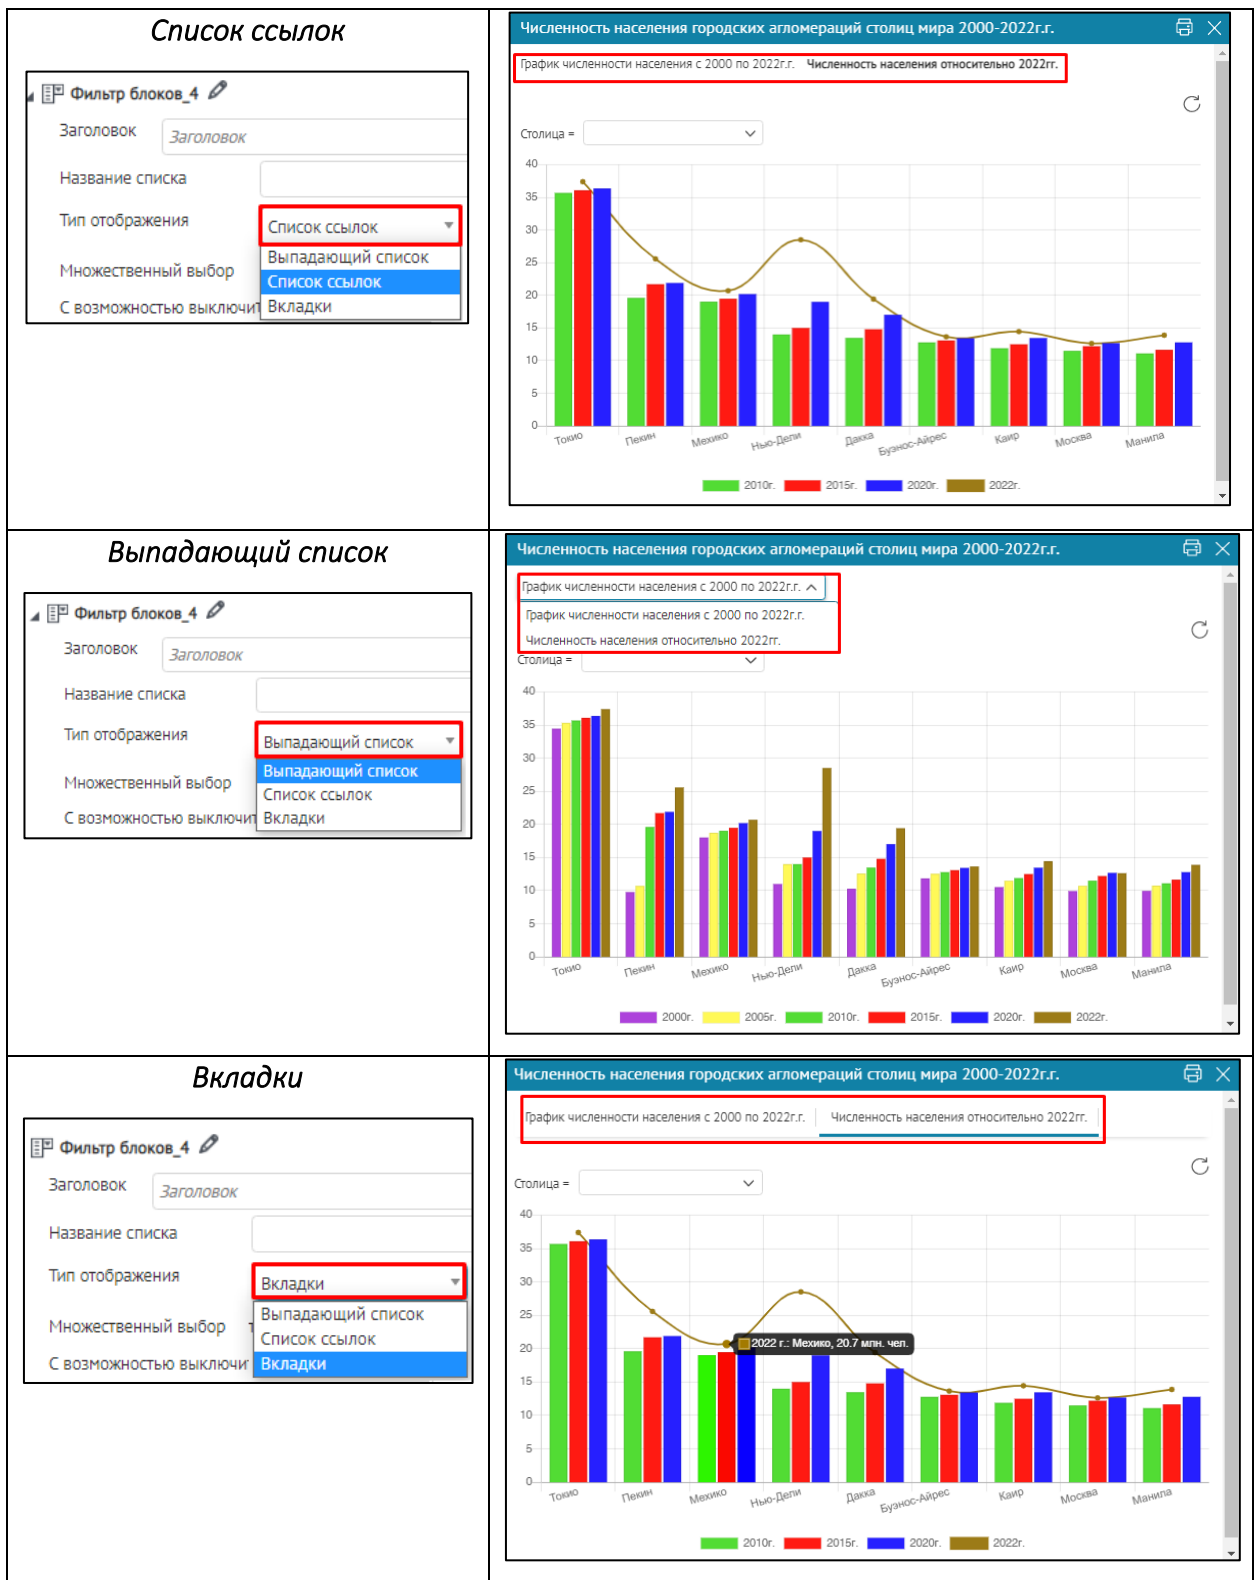 Список ссылок
Фильтр блоков_4
Заголовок
Заголовок
Название списка
Тип отображения
Список ссылок
Выпадающий список
Множественный выбор
Список ссылок
С возможностью выключит
Вкладки
Численность населения городских агломераций столиц мира 2000-2022г.г.
График численности населения с 2000 по 2022г.г. Численность населения относительно 2022гг.
Столица =
40
35
30
25
20
15
10
5
0
Токио Пекин Мехико Нью-Дели Дакка Буэнос-Айрес Каир Москва Манила
2010г. 2015г. 2020г. 2022г.
Выпадающий список
Фильтр блоков_4
Заголовок
Заголовок
Название списка
Тип отображения
Выпадающий список
Выпадающий список
Множественный выбор
Список ссылок
С возможностью выключит
Вкладки
Численность населения городских агломераций столиц мира 2000-2022г.г.
График численности населения с 2000 по 2022г.г.
График численности населения с 2000 по 2022г.г.
Численность населения относительно 2022гг.
Столица =
40
35
30
25
20
15
10
5
0
Токио Пекин Мехико Нью-Дели Дакка Буэнос-Айрес Каир Москва Манила
2000г. 2005г. 2010г. 2015г. 2020г. 2022г.
Вкладки
Фильтр блоков_4
Заголовок
Заголовок
Название списка
Тип отображения
Вкладки
Выпадающий список
Множественный выбор
Список ссылок
С возможностью выключи
Вкладки
Численность населения городских агломераций столиц мира 2000-2022г.г.
График численности населения с 2000 по 2022г.г. Численность населения относительно 2022гг.
Столица =
40
35
30
25
20
15
10
5
0
2022 г.: Мехико, 20.7 млн. чел.
Токио Пекин Мехико Нью-Дели Дакка Буэнос-Айрес Каир Москва Манила
2010г. 2015г. 2020г. 2022г.